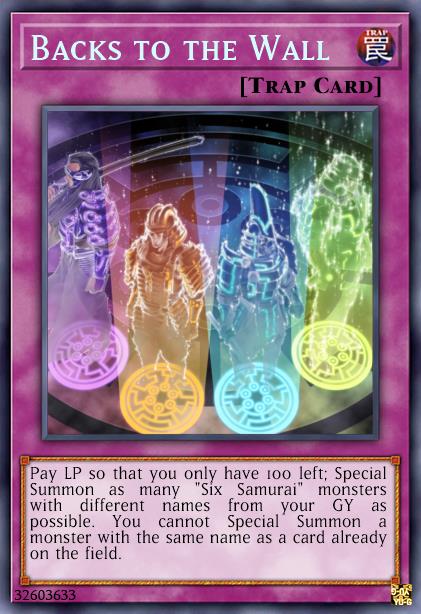 Backs to the Wall
TRAP
罠
[Trap Card]
Pay LP so that you only have 100 left; Special
Summon as many "Six Samurai" monsters
with different names from your GY as
possible. You cannot Special Summon a
monster with the same name as a card already
on the field.
32603633